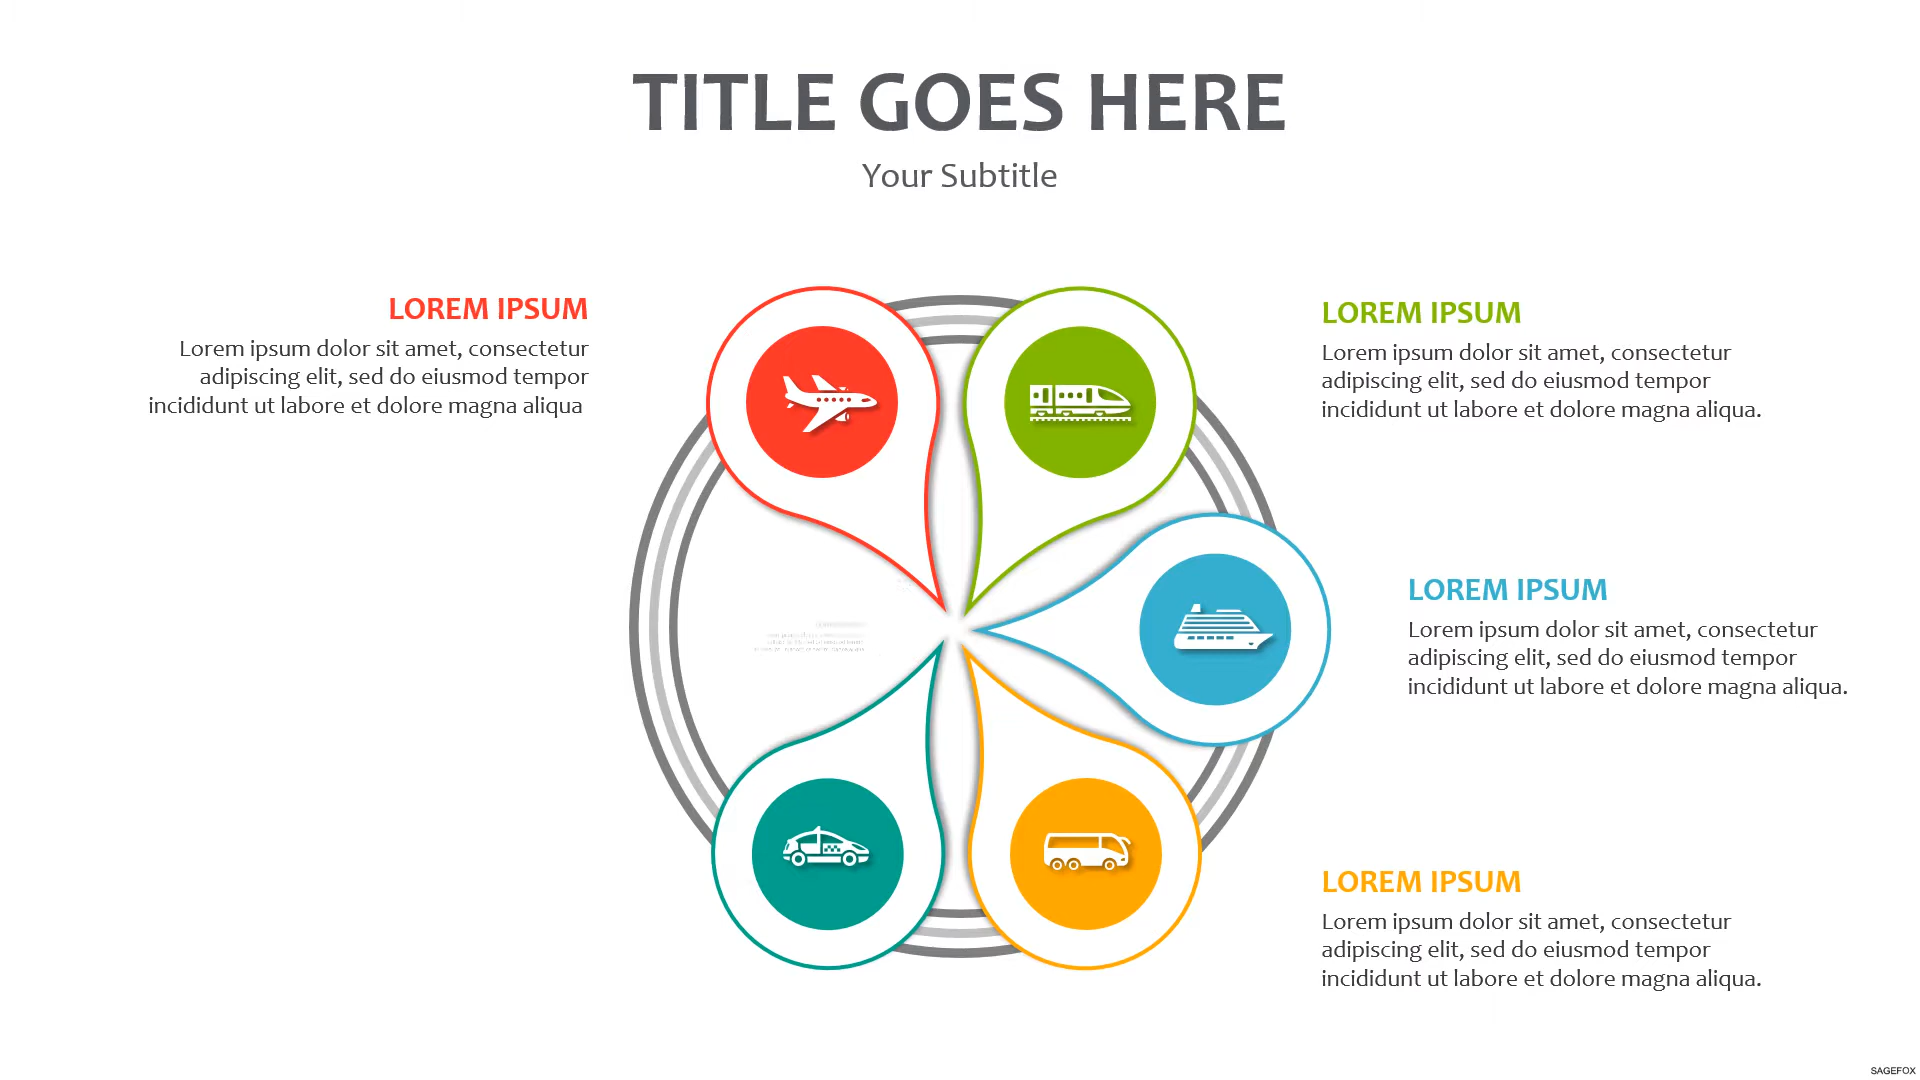 TITLE GOES HERE
Your Subtitle
LOREM IPSUM
Lorem ipsum dolor sit amet, consectetur
adipiscing elit, sed do eiusmod tempor
incididunt ut labore et dolore magna aliqua
LOREM IPSUM
Lorem ipsum dolor sit amet, consectetur
adipiscing elit, sed do eiusmod tempor
incididunt ut labore et dolore magna aliqua.
LOREM IPSUM
Lorem ipsum dolor sit amet, consectetur
adipiscing elit, sed do eiusmod tempor
incididunt ut labore et dolore magna aliqua.
LOREM IPSUM
Lorem ipsum dolor sit amet, consectetur
adipiscing elit, sed do eiusmod tempor
incididunt ut labore et dolore magna aliqua.
SAGEFOX